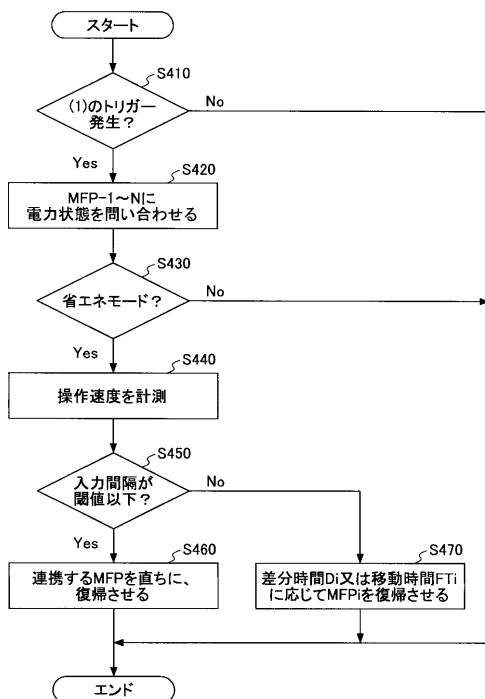 スタート
S410
(1)のトリガー
発生?
No
Yes
S420
MFP-1~Nに
電力状態を問い合わせる
S430
省エネモード?
No
Yes
S440
操作速度を計測
S450
入力間隔が
閾値以下?
No
Yes
S460
連携するMFPを直ちに、
復帰させる
S470
差分時間Di又は移動時間FTi
に応じてMFPiを復帰させる
エンド